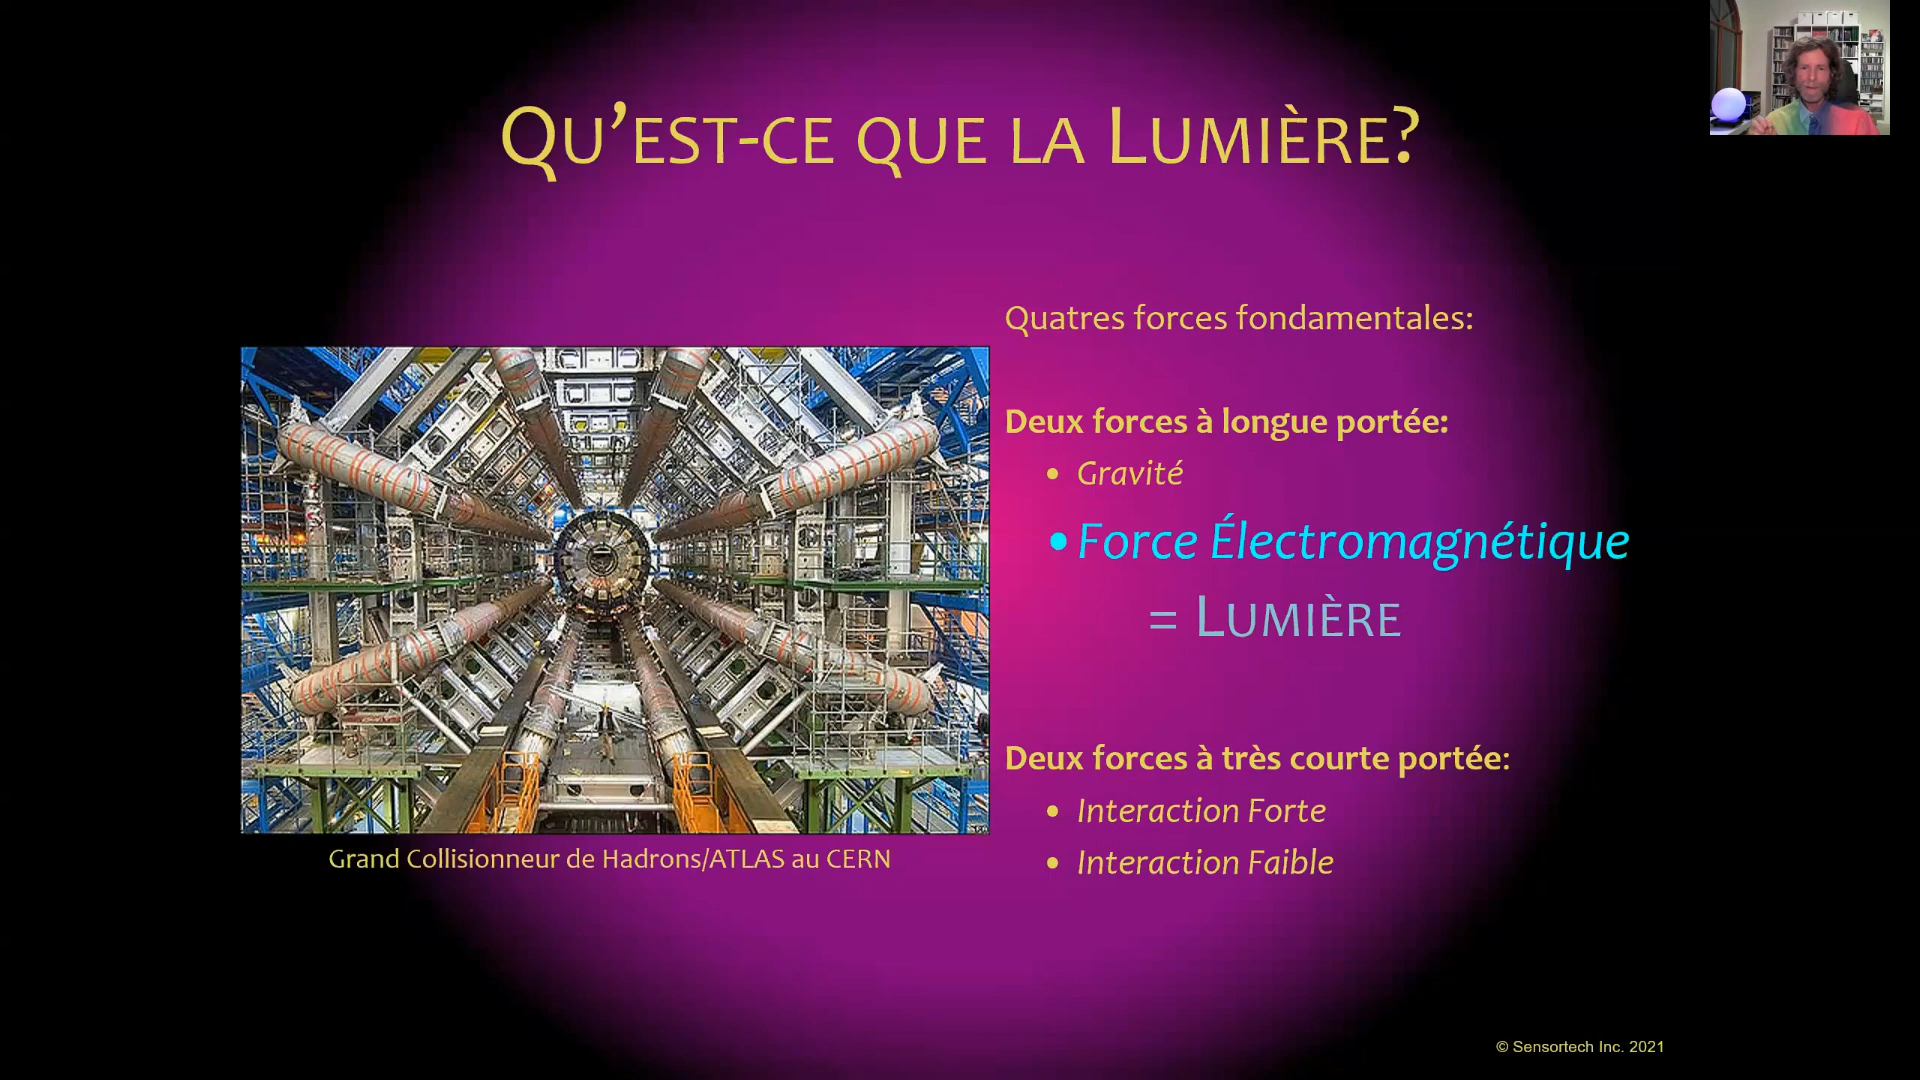 QU'EST-CE QUE LA LUMIÈRE?
Quatres forces fondamentales:
Deux forces à longue portée:
• Gravité
• Force Électromagnétique
= LUMIÈRE
Deux forces à très courte portée:
• Interaction Forte
• Interaction Faible
Grand Collisionneur de Hadrons/ATLAS au CERN
© Sensortech Inc. 2021